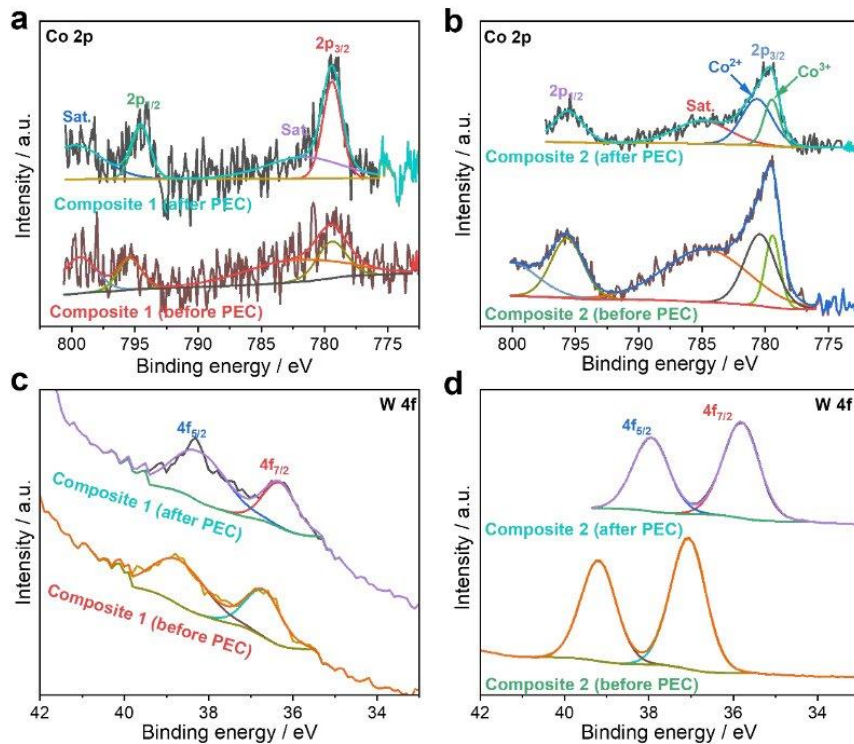 a
Co 2p
2p3/2
2p1/2
Sat.
Sat.
Composite 1 (after PEC)
Composite 1 (before PEC)
Intensity / a.u.
800 795 790 785 780 775
Binding energy / eV
b
Co 2p
2p3/2
Co2+
Co3+
2p1/2
Sat.
Composite 2 (after PEC)
Composite 2 (before PEC)
Intensity / a.u.
800 795 790 785 780 775
Binding energy / eV
c
W 4f
4f5/2
4f7/2
Composite 1 (after PEC)
Composite 1 (before PEC)
Intensity / a.u.
42 40 38 36 34
Binding energy / eV
d
W 4f
4f5/2
4f7/2
Composite 2 (after PEC)
Composite 2 (before PEC)
Intensity / a.u.
42 40 38 36 34
Binding energy / eV